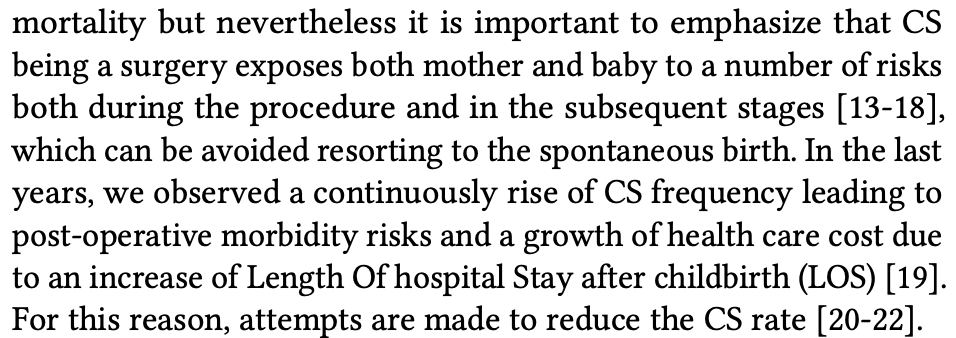 mortality but nevertheless it is important to emphasize that CS
being a surgery exposes both mother and baby to a number of risks
both during the procedure and in the subsequent stages [13-18],
which can be avoided resorting to the spontaneous birth. In the last
years, we observed a continuously rise of CS frequency leading to
post-operative morbidity risks and a growth of health care cost due
to an increase of Length Of hospital Stay after childbirth (LOS) [19].
For this reason, attempts are made to reduce the CS rate [20-22].